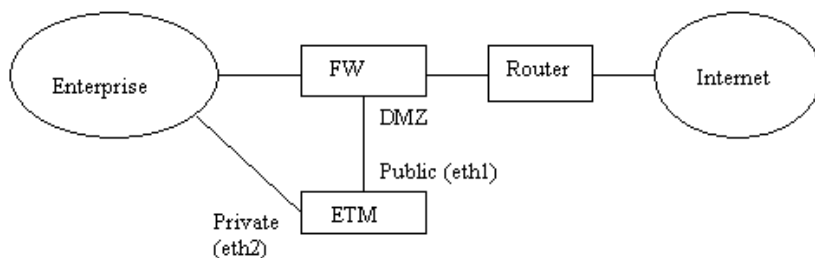 FW
Router
Enterprise
Internet
DMZ
Public (eth1)
ETM
Private
(eth2)